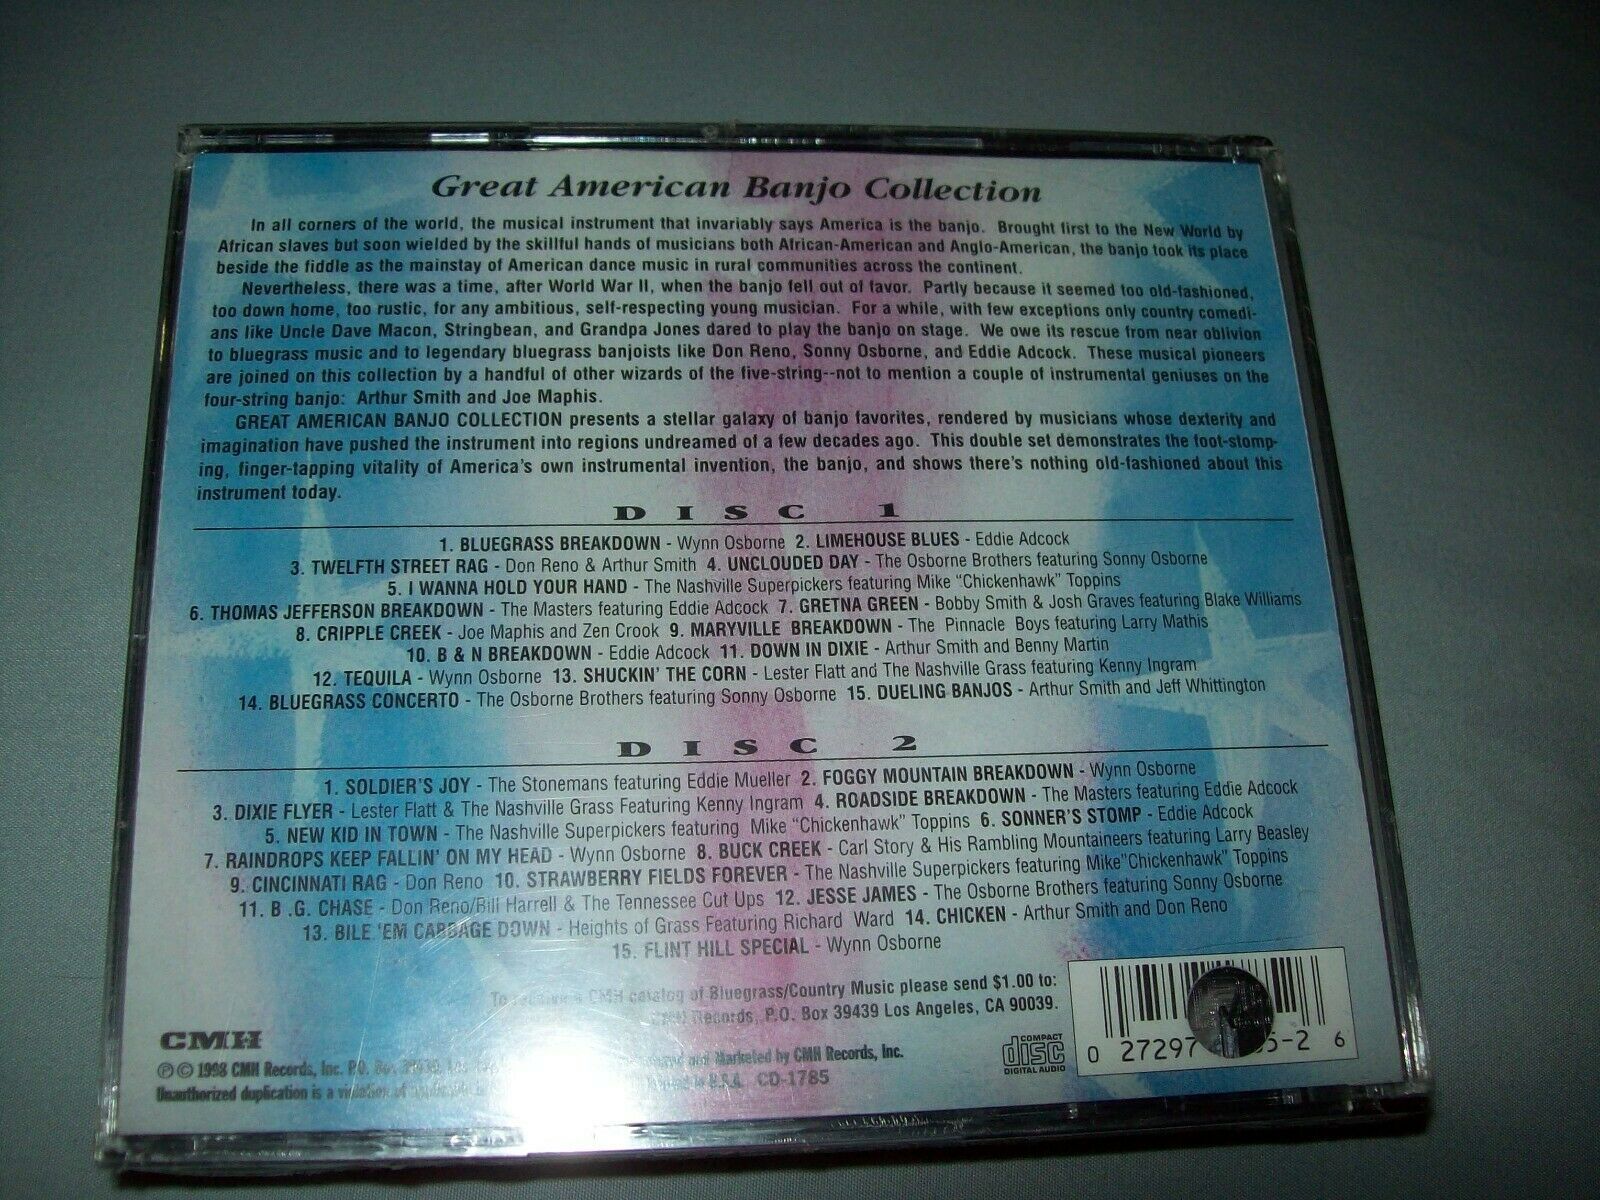 Great American Banjo Collection
In all corners of the world, the musical instrument that invariably says America is the banjo. Brought first to the New World by
African slaves but soon wielded by the skillful hands of musicians both African-American and Anglo-American, the banjo took its place
beside the fiddle as the mainstay of American dance music in rural communities across the continent.
Nevertheless, there was a time, after World War II, when the banjo fell out of favor. Partly because it seemed too old-fashioned,
too down home, too rustic, for any ambitious, self-respecting young musician. For a while, with few exceptions only country comedi-
ans like Uncle Dave Macon, Stringbean, and Grandpa Jones dared to play the banjo on stage. We owe its rescue from near oblivion
to bluegrass music and to legendary bluegrass banjoists like Don Reno, Sonny Osborne, and Eddie Adcock. These musical pioneers
are joined on this collection by a handful of other wizards of the five-string--not to mention a couple of instrumental geniuses on the
four-string banjo: Arthur Smith and Joe Maphis.
GREAT AMERICAN BANJO COLLECTION presents a stellar galaxy of banjo favorites, rendered by musicians whose dexterity and
imagination have pushed the instrument into regions undreamed of a few decades ago. This double set demonstrates the foot-stomp-
ing, finger-tapping vitality of America's own instrumental invention, the banjo, and shows there's nothing old-fashioned about this
instrument today.
DISC 1
1. BLUEGRASS BREAKDOWN - Wynn Osborne 2. LIMEHOUSE BLUES - Eddie Adcock
3. TWELFTH STREET RAG - Don Reno & Arthur Smith 4. UNCLOUDED DAY - The Osborne Brothers featuring Sonny Osborne
5. I WANNA HOLD YOUR HAND - The Nashville Superpickers featuring Mike "Chickenhawk" Toppins
6. THOMAS JEFFERSON BREAKDOWN - The Masters featuring Eddie Adcock 7. GRETNA GREEN - Bobby Smith & Josh Graves featuring Blake Williams
8. CRIPPLE CREEK - Joe Maphis and Zen Crook 9. MARYVILLE BREAKDOWN - The Pinnacle Boys featuring Larry Mathis
10. B & N BREAKDOWN - Eddie Adcock 11. DOWN IN DIXIE - Arthur Smith and Benny Martin
12. TEQUILA - Wynn Osborne 13. SHUCKIN' THE CORN - Lester Flatt and The Nashville Grass featuring Kenny Ingram
14. BLUEGRASS CONCERTO - The Osborne Brothers featuring Sonny Osborne 15. DUELING BANJOS - Arthur Smith and Jeff Whittington
DISC 2
1. SOLDIER'S JOY - The Stonemans featuring Eddie Mueller 2. FOGGY MOUNTAIN BREAKDOWN - Wynn Osborne
3. DIXIE FLYER - Lester Flatt & The Nashville Grass Featuring Kenny Ingram 4. ROADSIDE BREAKDOWN - The Masters featuring Eddie Adcock
5. NEW KID IN TOWN - The Nashville Superpickers featuring Mike "Chickenhawk" Toppins 6. SONNER'S STOMP - Eddie Adcock
7. RAINDROPS KEEP FALLIN' ON MY HEAD - Wynn Osborne 8. BUCK CREEK - Carl Story & His Rambling Mountaineers featuring Larry Beasley
9. CINCINNATI RAG - Don Reno 10. STRAWBERRY FIELDS FOREVER - The Nashville Superpickers featuring Mike"Chickenhawk" Toppins
11. B .G. CHASE - Don Reno/Bill Harrell & The Tennessee Cut Ups 12. JESSE JAMES - The Osborne Brothers featuring Sonny Osborne
13. BILE 'EM CABBAGE DOWN - Heights of Grass Featuring Richard Ward 14. CHICKEN - Arthur Smith and Don Reno
15. FLINT HILL SPECIAL - Wynn Osborne
To receive a CMH catalog of Bluegrass/Country Music please send $1.00 to:
CMH Records, P.O. Box 39439 Los Angeles, CA 90039.
CMH
℗ © 1998 CMH Records, Inc. P.O. Box 39439, Los
and Marketed by CMH Records, Inc.
Unauthorized duplication is a violation of applicable
Printed in U.S.A. CD-1785
COMPACT
disc
DIGITAL AUDIO
0 27297 5-2 6